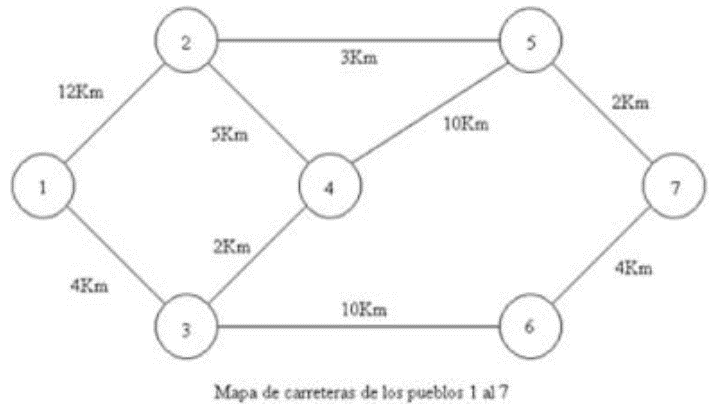 2
5
3Km
12Km
2Km
5Km
10Km
1
4
7
2Km
4Km
4Km
10Km
3
6
Mapa de carreteras de los pueblos 1 al 7